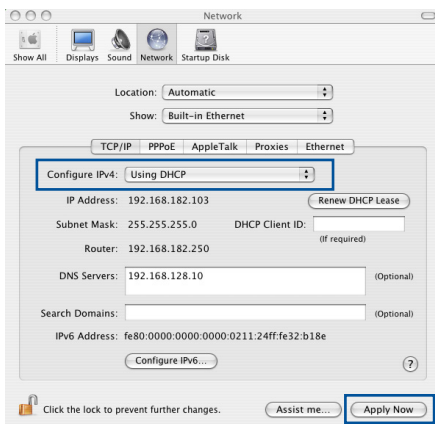 Network
Show All Displays Sound Network Startup Disk
Location: Automatic
Show: Built-in Ethernet
TCP/IP PPPoE AppleTalk Proxies Ethernet
Configure IPv4: Using DHCP
IP Address: 192.168.182.103 Renew DHCP Lease
Subnet Mask: 255.255.255.0 DHCP Client ID:
(If required)
Router: 192.168.182.250
DNS Servers: 192.168.128.10 (Optional)
Search Domains: (Optional)
IPv6 Address: fe80:0000:0000:0000:0211:24ff:fe32:b18e
Configure IPv6... ?
Click the lock to prevent further changes. Assist me... Apply Now